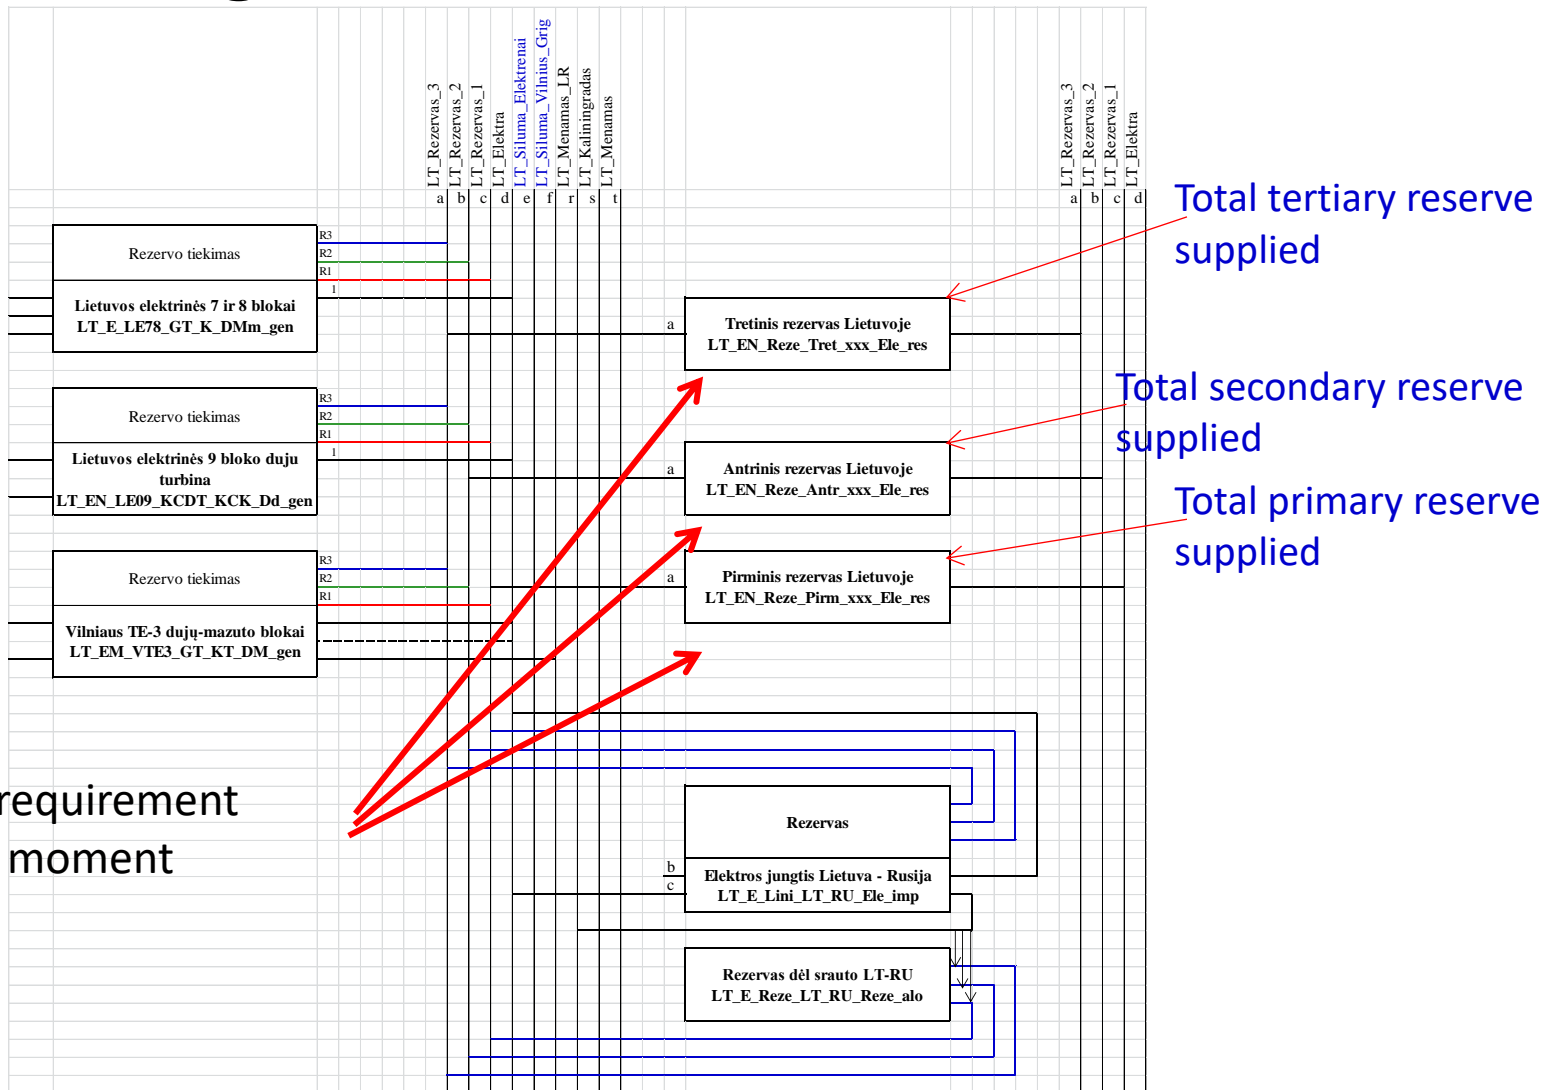 LT_Rezervas_3
LT_Rezervas_2
LT_Rezervas_1
LT_Elektra
LT_Siluma_Elektrenai
LT_Siluma_Vilnius_Grig
LT_Menamas_LR
LT_Kaliningradas
LT_Menamas
a b c d e f r s t
LT_Rezervas_3
LT_Rezervas_2
LT_Rezervas_1
LT_Elektra
a b c d
Total tertiary reserve
supplied
Rezervo tiekimas
R3
R2
R1
1
Lietuvos elektrinės 7 ir 8 blokai
LT_E_LE78_GT_K_DMm_gen
a
Tretinis rezervas Lietuvoje
LT_EN_Reze_Tret_xxx_Ele_res
Total secondary reserve
supplied
Rezervo tiekimas
R3
R2
R1
1
Lietuvos elektrinės 9 bloko duju
turbina
LT_EN_LE09_KCDT_KCK_Dd_gen
a
Antrinis rezervas Lietuvoje
LT_EN_Reze_Antr_xxx_Ele_res
Total primary reserve
supplied
Rezervo tiekimas
R3
R2
R1
Vilniaus TE-3 dujų-mazuto blokai
LT_EM_VTE3_GT_KT_DM_gen
a
Pirminis rezervas Lietuvoje
LT_EN_Reze_Pirm_xxx_Ele_res
requirement
moment
Rezervas
b
c
Elektros jungtis Lietuva - Rusija
LT_E_Lini_LT_RU_Ele_imp
Rezervas dėl srauto LT-RU
LT_E_Reze_LT_RU_Reze_alo